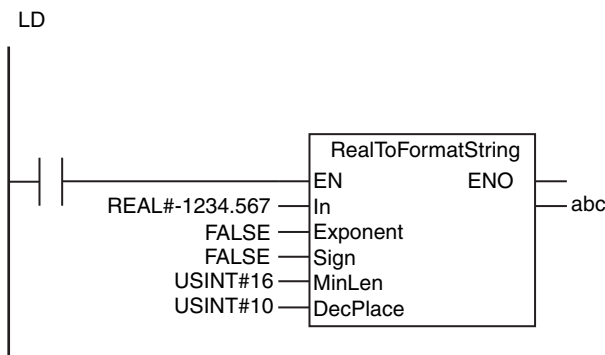 LD
RealToFormatString
EN ENO
REAL#-1234.567 In abc
FALSE Exponent
FALSE Sign
USINT#16 MinLen
USINT#10 DecPlace